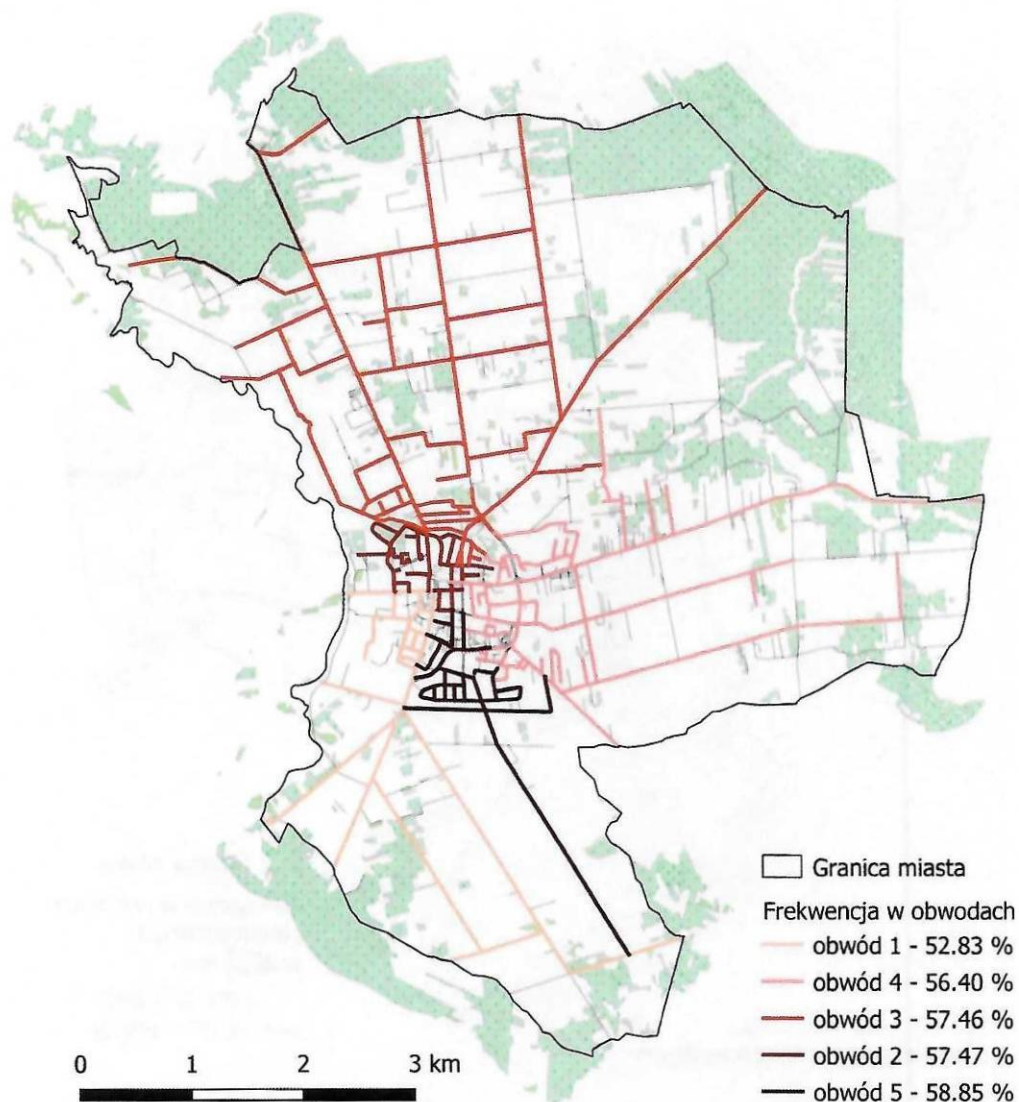 Granica miasta
Frekwencja w obwodach
obwód 1 - 52.83 %
obwód 4 - 56.40 %
obwód 3 - 57.46 %
obwód 2 - 57.47 %
obwód 5 - 58.85 %
0 1 2 3 km